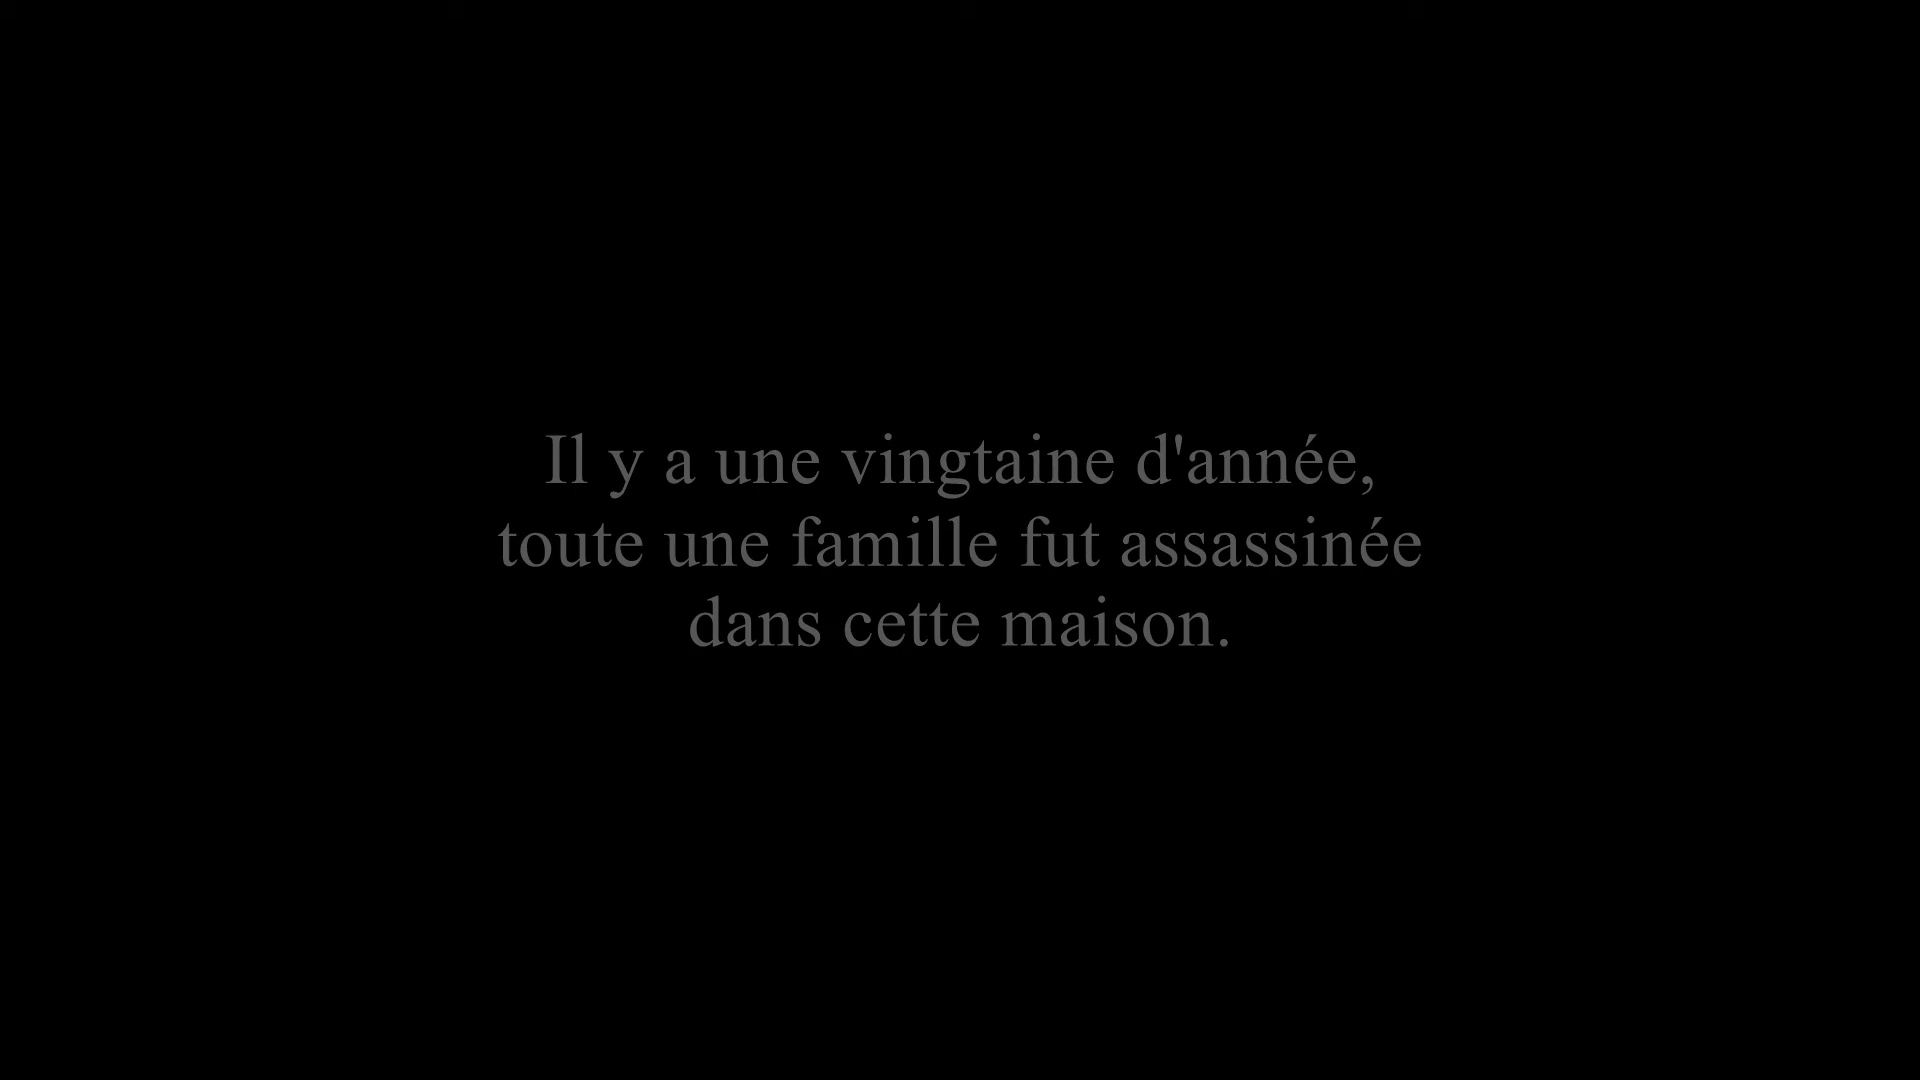 Il y a une vingtaine d'année,
toute une famille fut assassinée
dans cette maison.